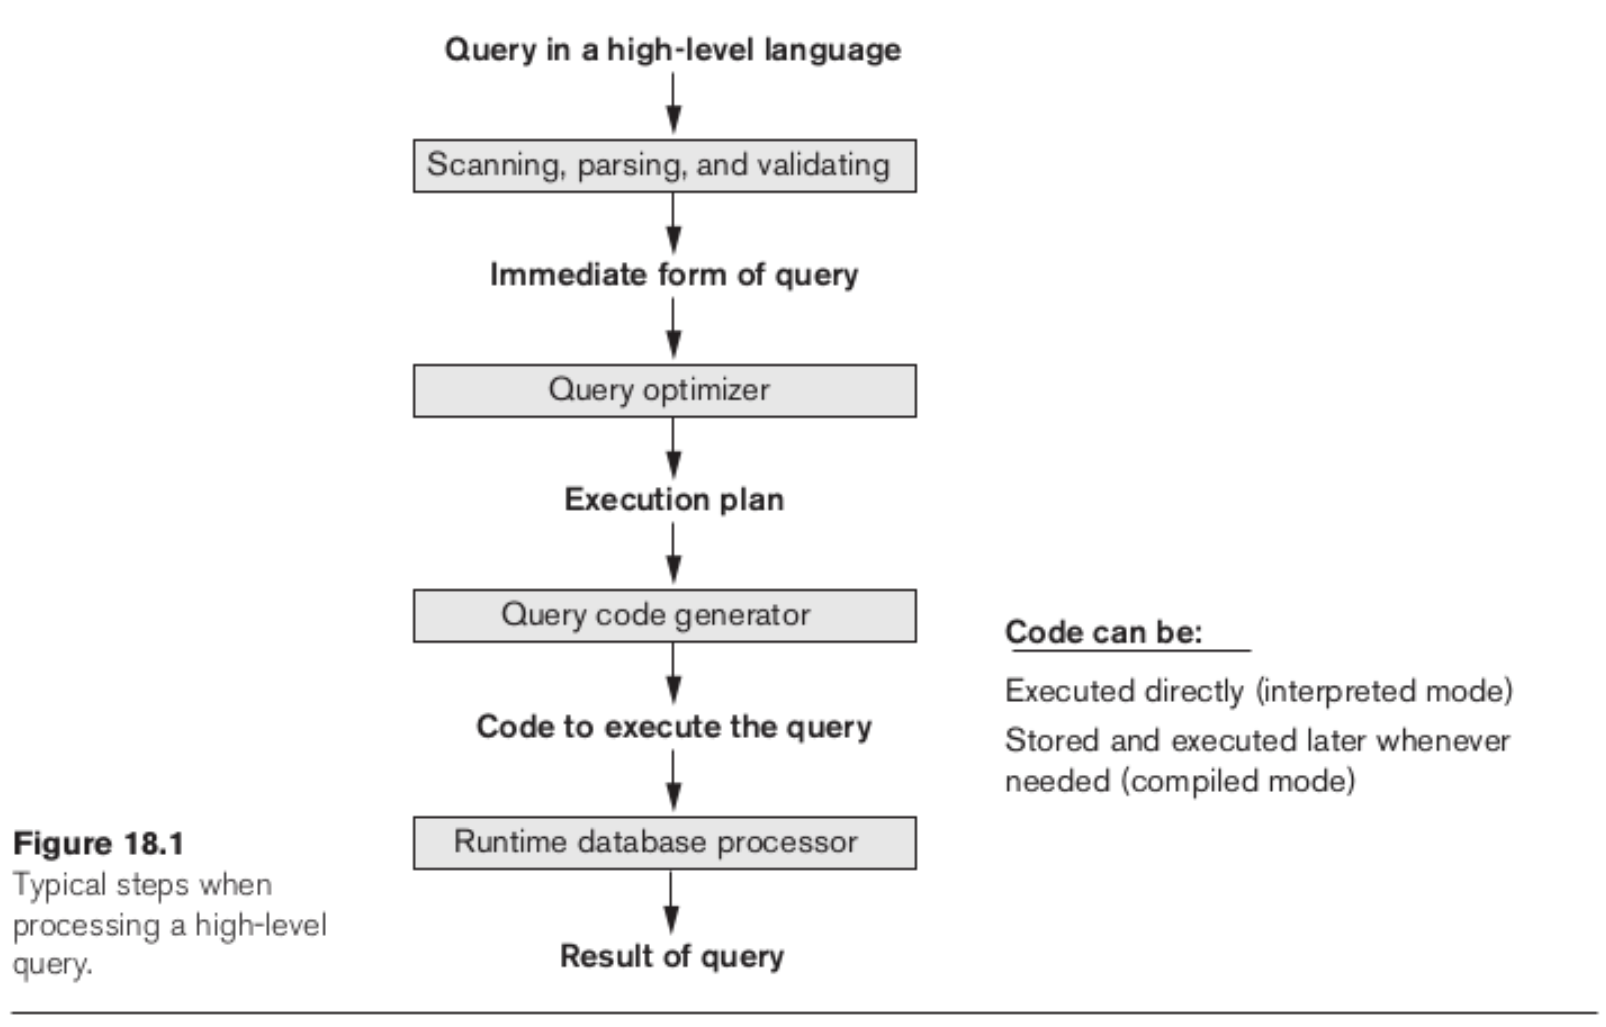 Query in a high-level language
Scanning, parsing, and validating
Immediate form of query
Query optimizer
Execution plan
Query code generator
Code to execute the query
Runtime database processor
Result of query
Code can be:
Executed directly (interpreted mode)
Stored and executed later whenever
needed (compiled mode)
Figure 18.1
Typical steps when
processing a high-level
query.